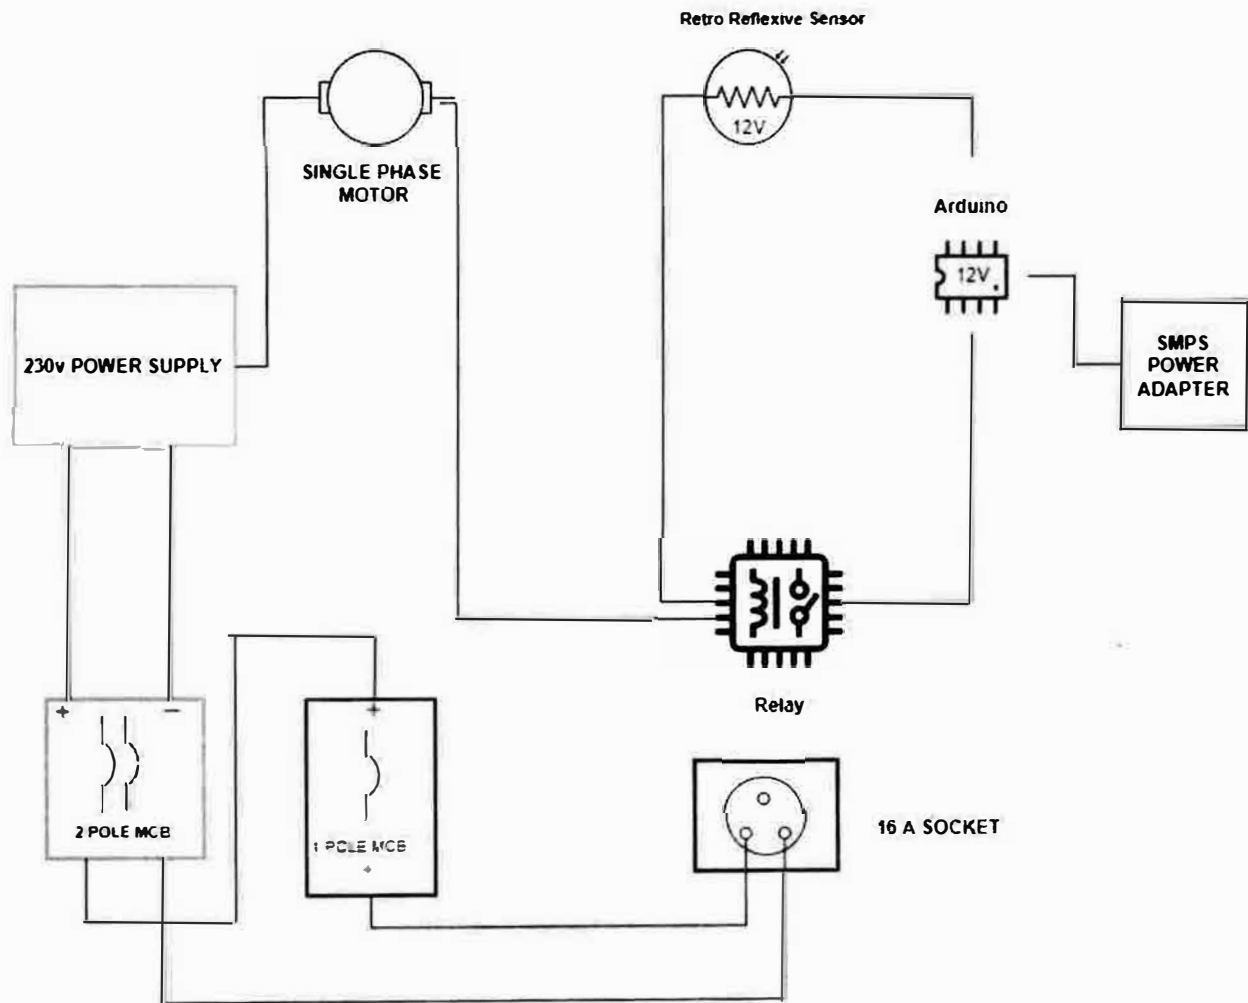 Retro Reflexive Sensor
12V
SINGLE PHASE
MOTOR
Arduino
12V
230v POWER SUPPLY
SMPS
POWER
ADAPTER
+ −
2 POLE MCB
+
1 POLE MCB
+
Relay
16 A SOCKET